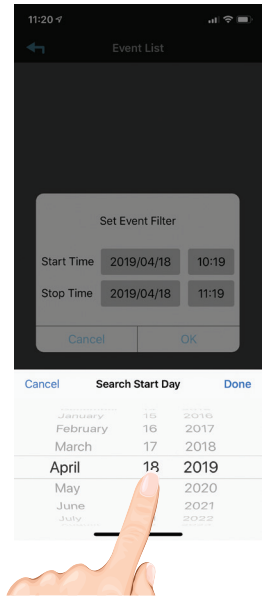 11:20
Event List
Set Event Filter
Start Time 2019/04/18 10:19
Stop Time 2019/04/18 11:19
Cancel OK
Cancel Search Start Day Done
January 15 2016
February 16 2017
March 17 2018
April 18 2019
May 2020
June 2021
July 2022